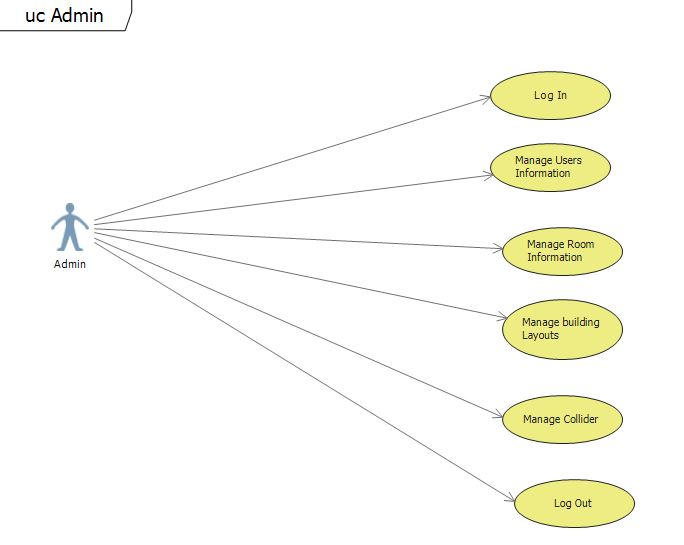 uc Admin
Log In
Manage Users
Information
Admin
Manage Room
Information
Manage building
Layouts
Manage Collider
Log Out